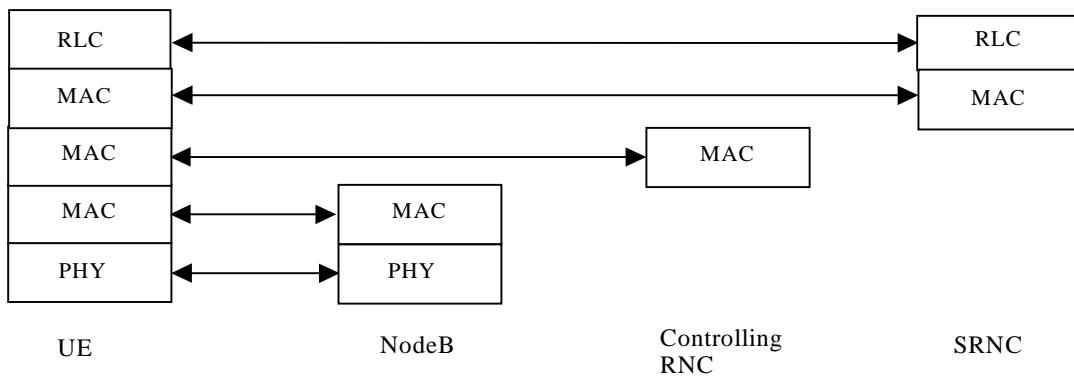 RLC
RLC
MAC
MAC
MAC
MAC
MAC
MAC
PHY
PHY
UE
NodeB
Controlling
RNC
SRNC